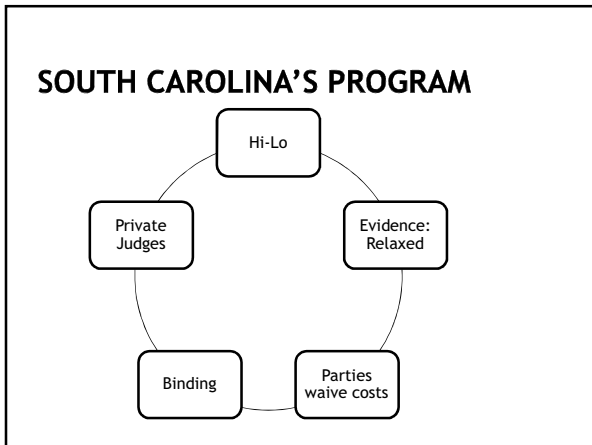 SOUTH CAROLINA’S PROGRAM
Hi-Lo
Evidence:
Relaxed
Parties
waive costs
Binding
Private
Judges